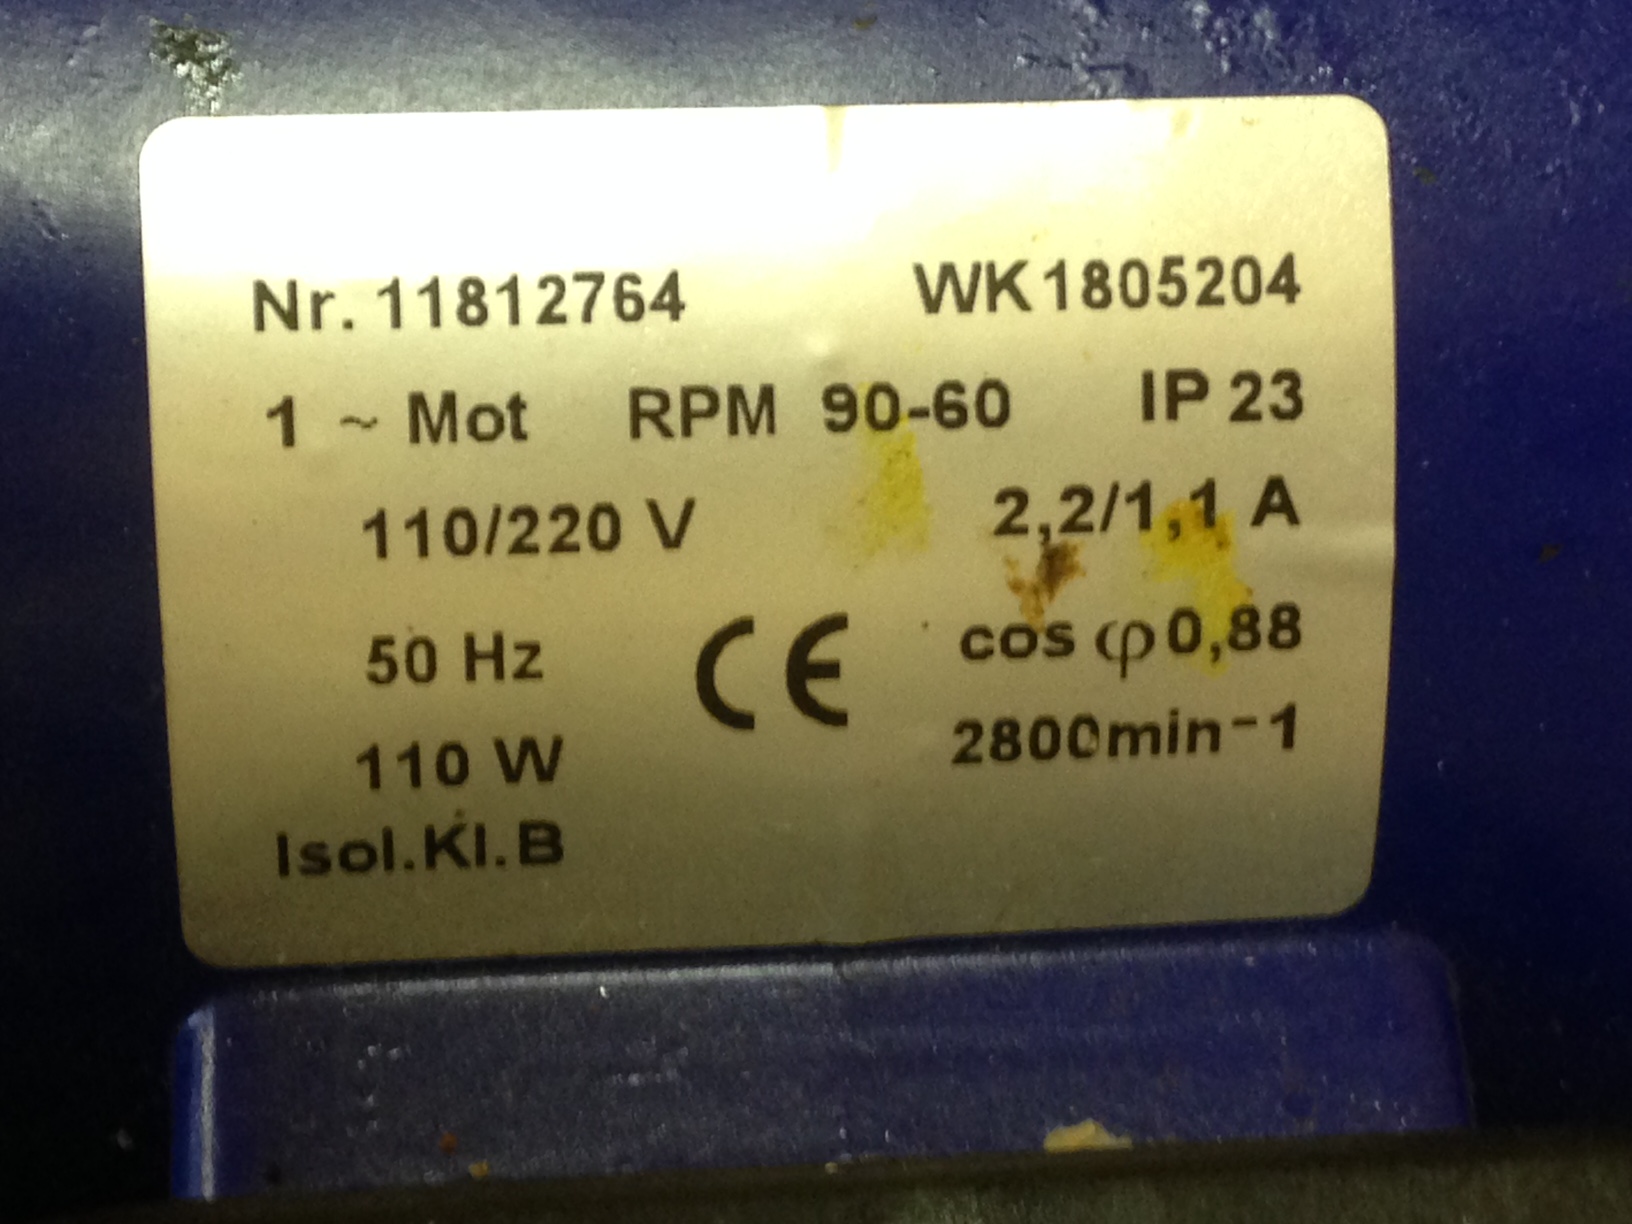 Nr. 11812764 WK1805204
1 ~ Mot RPM 90-60 IP 23
110/220 V 2,2/1,1 A
50 Hz CE cos φ 0,88
110 W 2800min-1
Isol.Kl.B